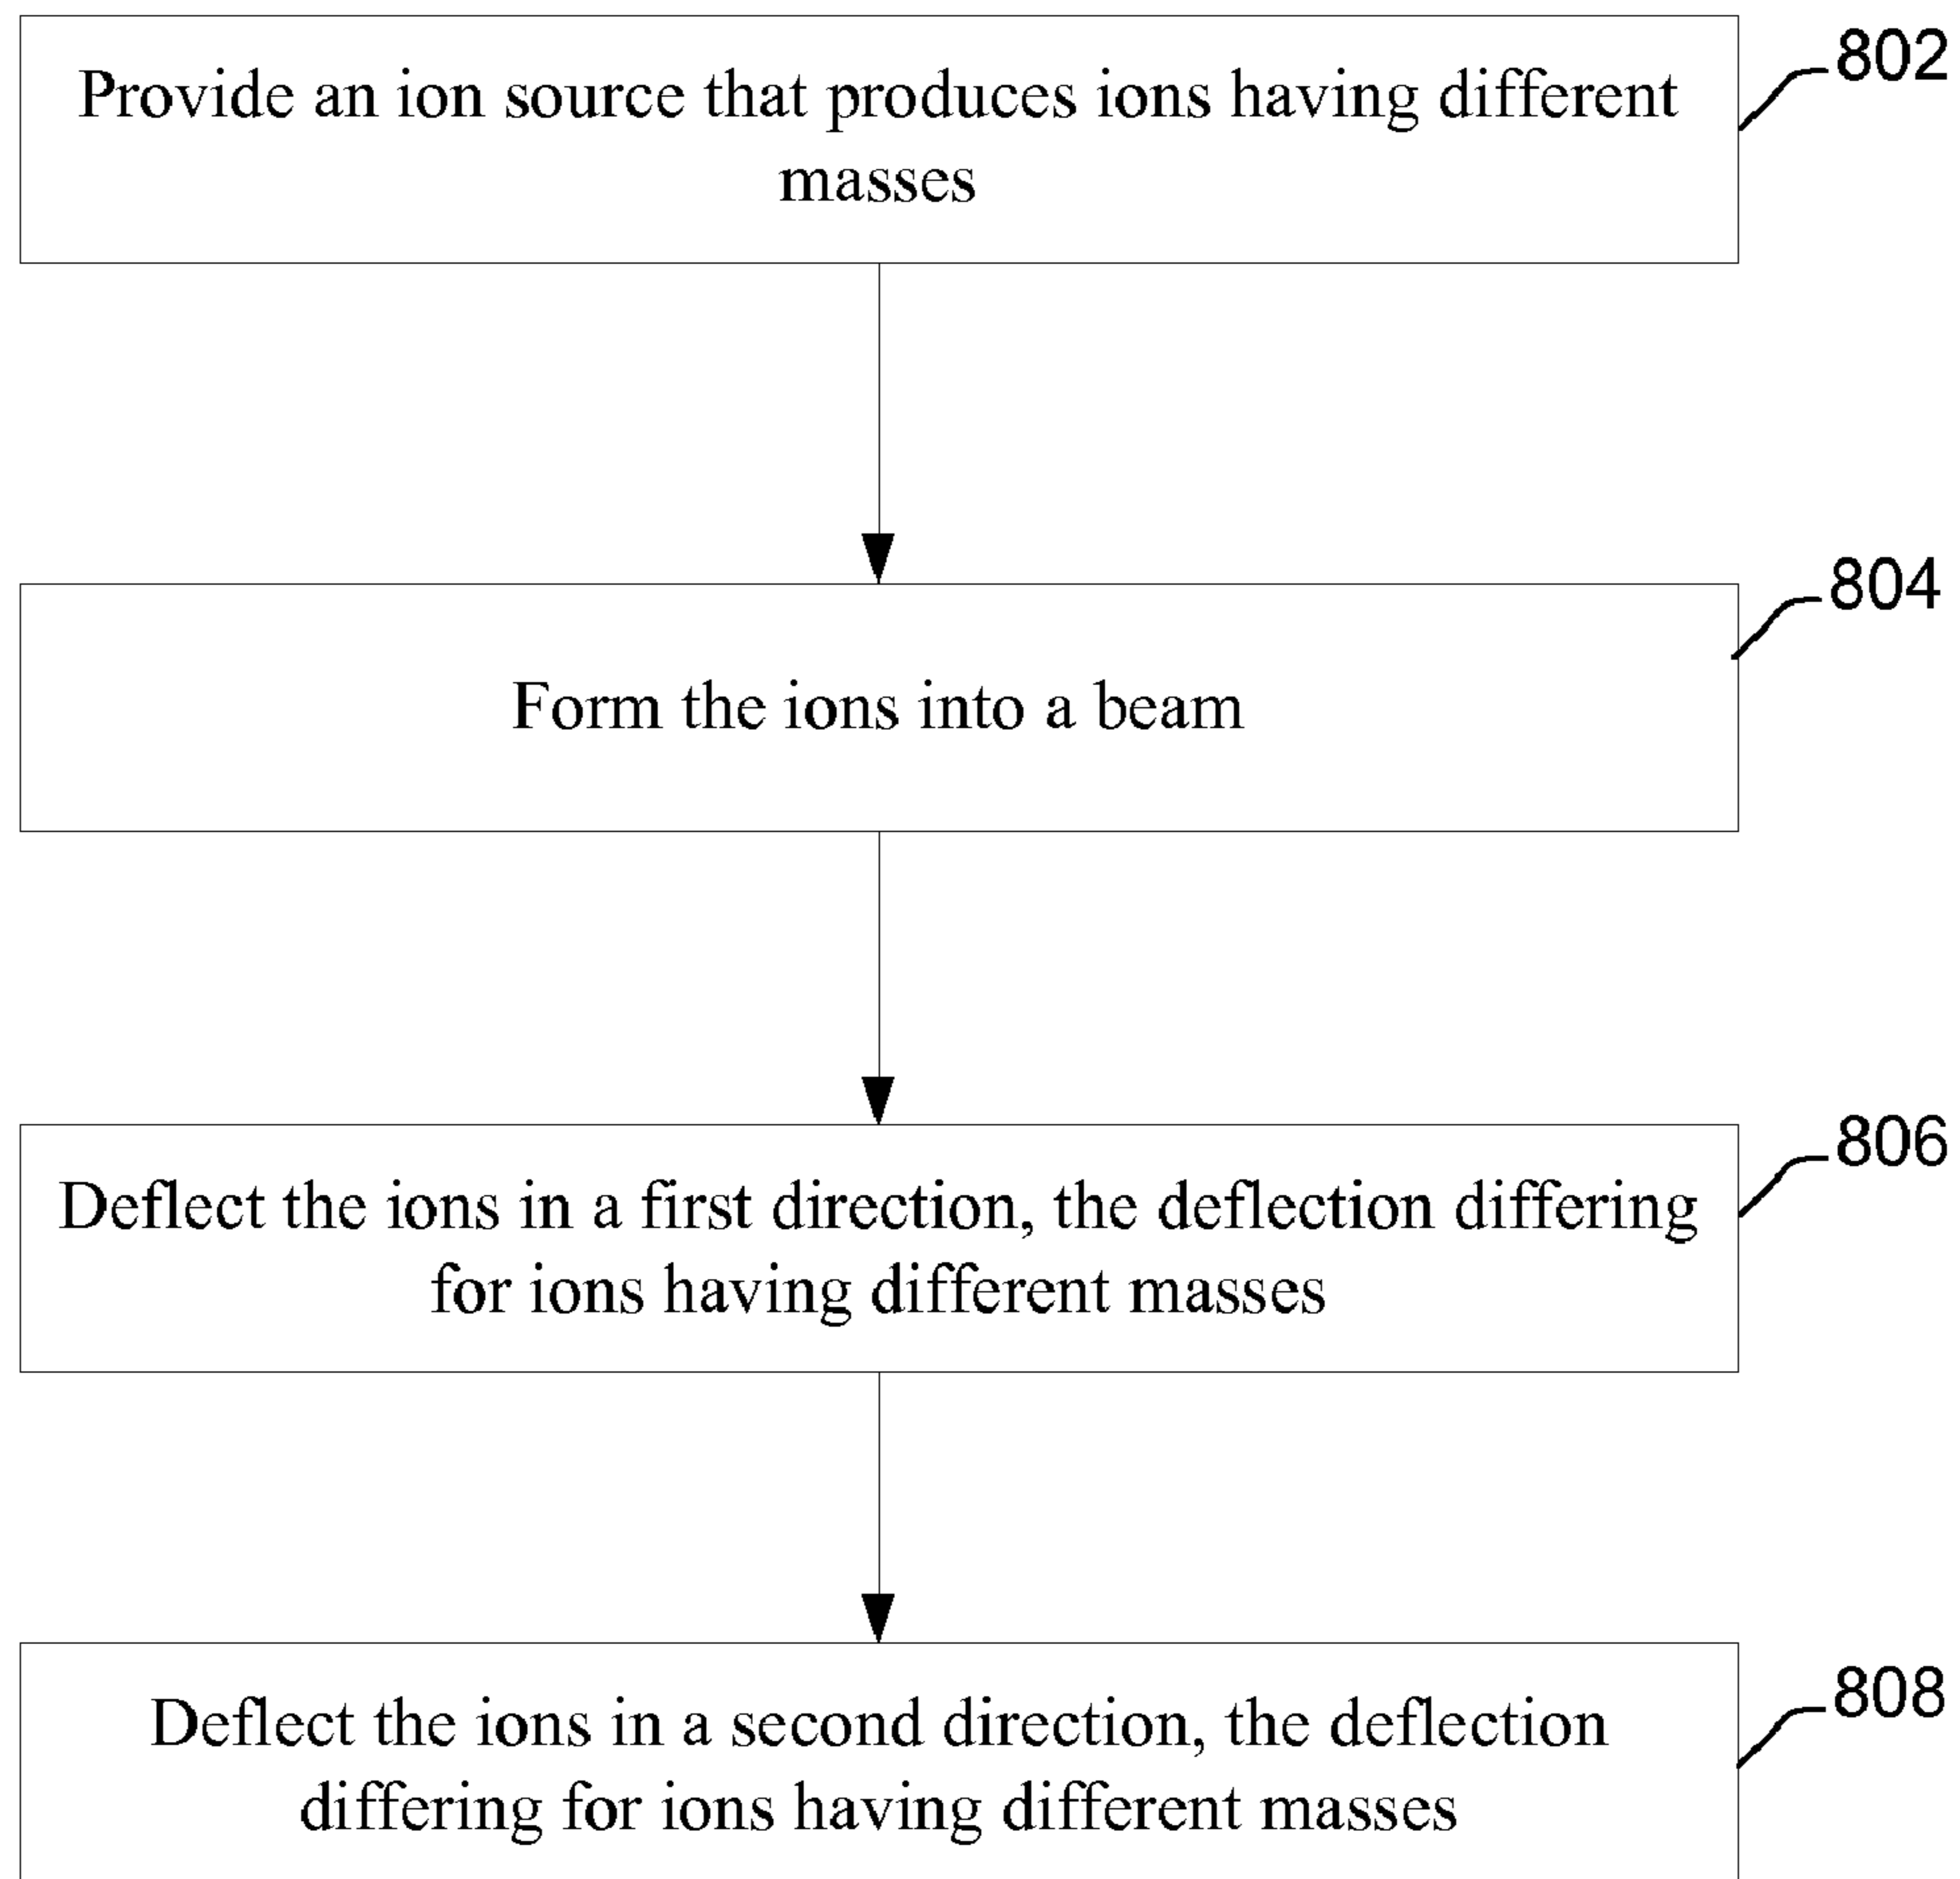 802
Provide an ion source that produces ions having different
masses
804
Form the ions into a beam
806
Deflect the ions in a first direction, the deflection differing
for ions having different masses
808
Deflect the ions in a second direction, the deflection
differing for ions having different masses